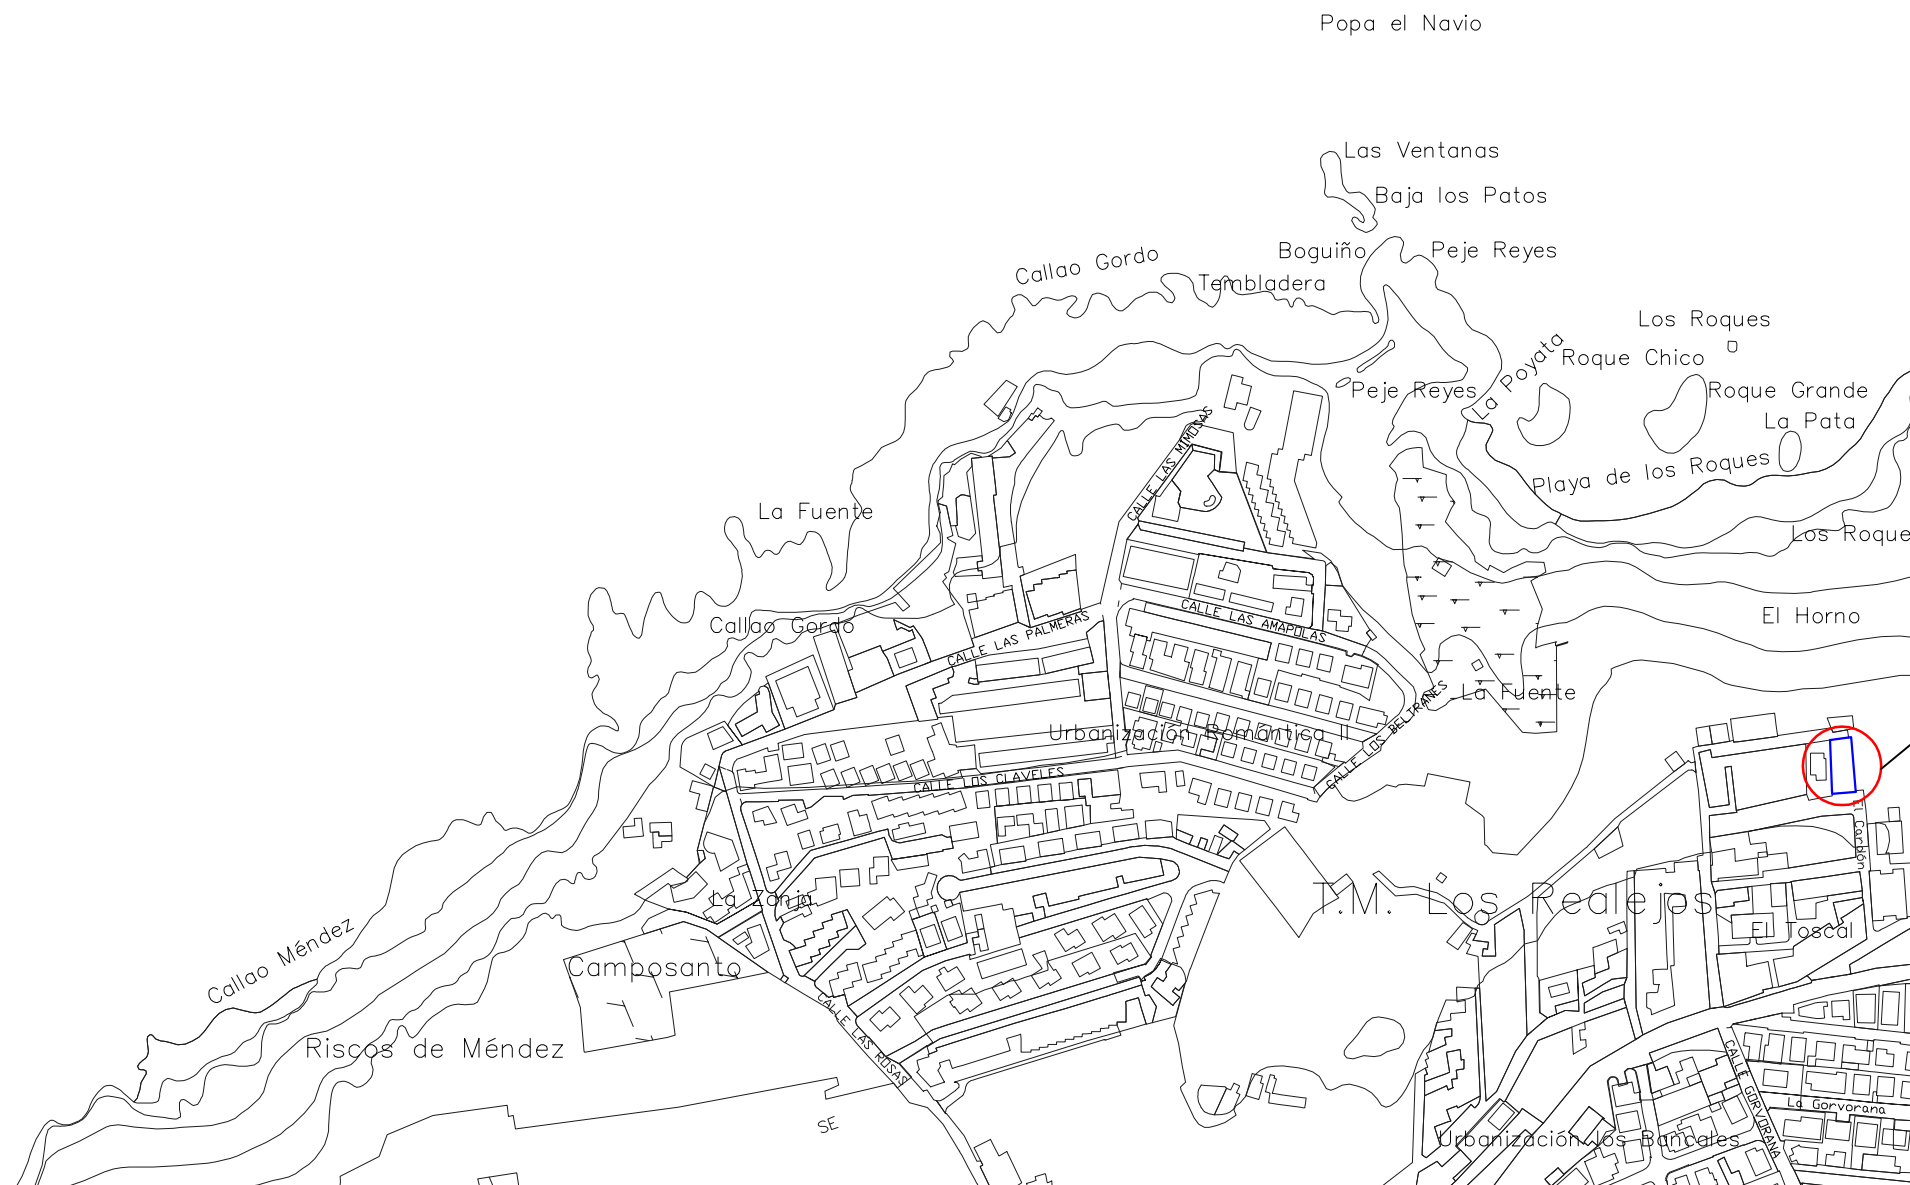 Popa el Navio
Las Ventanas
Baja los Patos
Boguiño
Peje Reyes
Callao Gordo
Tembladera
Los Roques
La Poyata
Roque Chico
Peje Reyes
Roque Grande
La Pata
CALLE LAS MIMOSAS
Playa de los Roques
La Fuente
Los Roque
CALLE LAS AMAPOLAS
El Horno
Callao Gordo
CALLE LAS PALMERAS
La Fuente
CALLE LOS BELTRANES
Urbanización Romántica II
CALLE LOS CLAVELES
El Cardón
La Zanja
T.M. Los Realejos
El Toscal
Callao Méndez
Camposanto
CALLE LAS ROSAS
Riscos de Méndez
CALLE GORVORANA
La Gorvorana
SE
Urbanización los Bancales